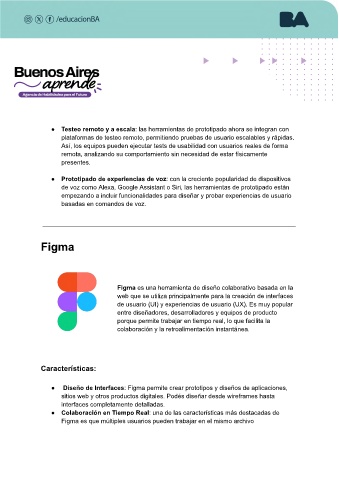 /educacionBA
BA
Buenos Aires
aprende
Agencia de Habilidades para el Futuro
● Testeo remoto y a escala: las herramientas de prototipado ahora se integran con
plataformas de testeo remoto, permitiendo pruebas de usuario escalables y rápidas.
Así, los equipos pueden ejecutar tests de usabilidad con usuarios reales de forma
remota, analizando su comportamiento sin necesidad de estar físicamente
presentes.
● Prototipado de experiencias de voz: con la creciente popularidad de dispositivos
de voz como Alexa, Google Assistant o Siri, las herramientas de prototipado están
empezando a incluir funcionalidades para diseñar y probar experiencias de usuario
basadas en comandos de voz.
Figma
Figma es una herramienta de diseño colaborativo basada en la
web que se utiliza principalmente para la creación de interfaces
de usuario (UI) y experiencias de usuario (UX). Es muy popular
entre diseñadores, desarrolladores y equipos de producto
porque permite trabajar en tiempo real, lo que facilita la
colaboración y la retroalimentación instantánea.
Características:
● Diseño de Interfaces: Figma permite crear prototipos y diseños de aplicaciones,
sitios web y otros productos digitales. Podés diseñar desde wireframes hasta
interfaces completamente detalladas.
● Colaboración en Tiempo Real: una de las características más destacadas de
Figma es que múltiples usuarios pueden trabajar en el mismo archivo